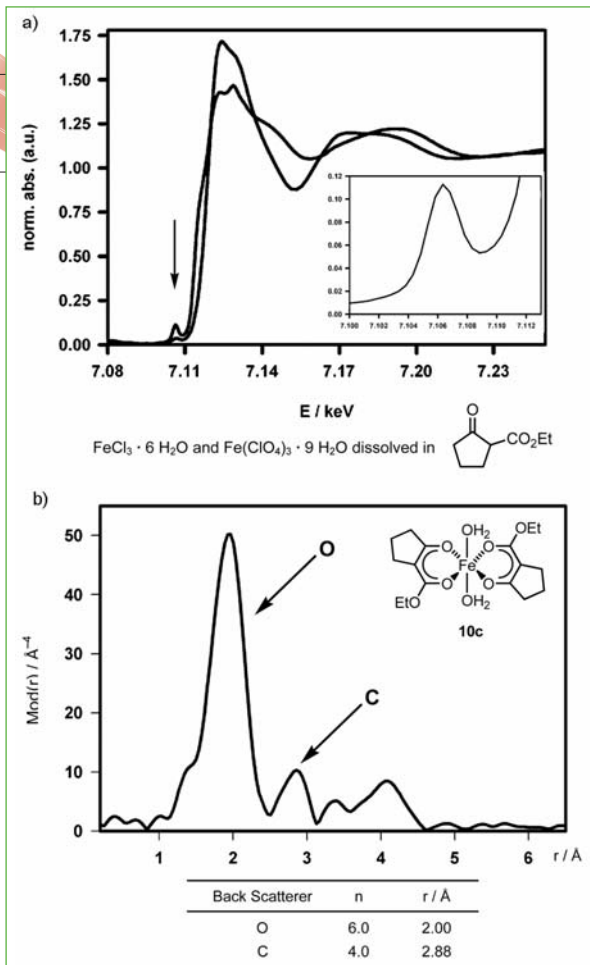 a)
1.75
1.50
1.25
1.00
0.75
0.50
0.25
0.00
norm. abs. (a.u.)
0.12
0.10
0.08
0.06
0.04
0.02
0.00
7.100 7.102 7.104 7.106 7.108 7.110 7.112
7.08 7.11 7.14 7.17 7.20 7.23
E / keV
FeCl₃ · 6 H₂O and Fe(ClO₄)₃ · 9 H₂O dissolved in
O
CO₂Et
b)
50
40
30
20
10
0
Mod(r) / Å⁻⁴
O
C
OH₂
OEt
O O
Fe
O O
EtO
OH₂
10c
1 2 3 4 5 6 r / Å
Back Scatterer n r / Å
O 6.0 2.00
C 4.0 2.88